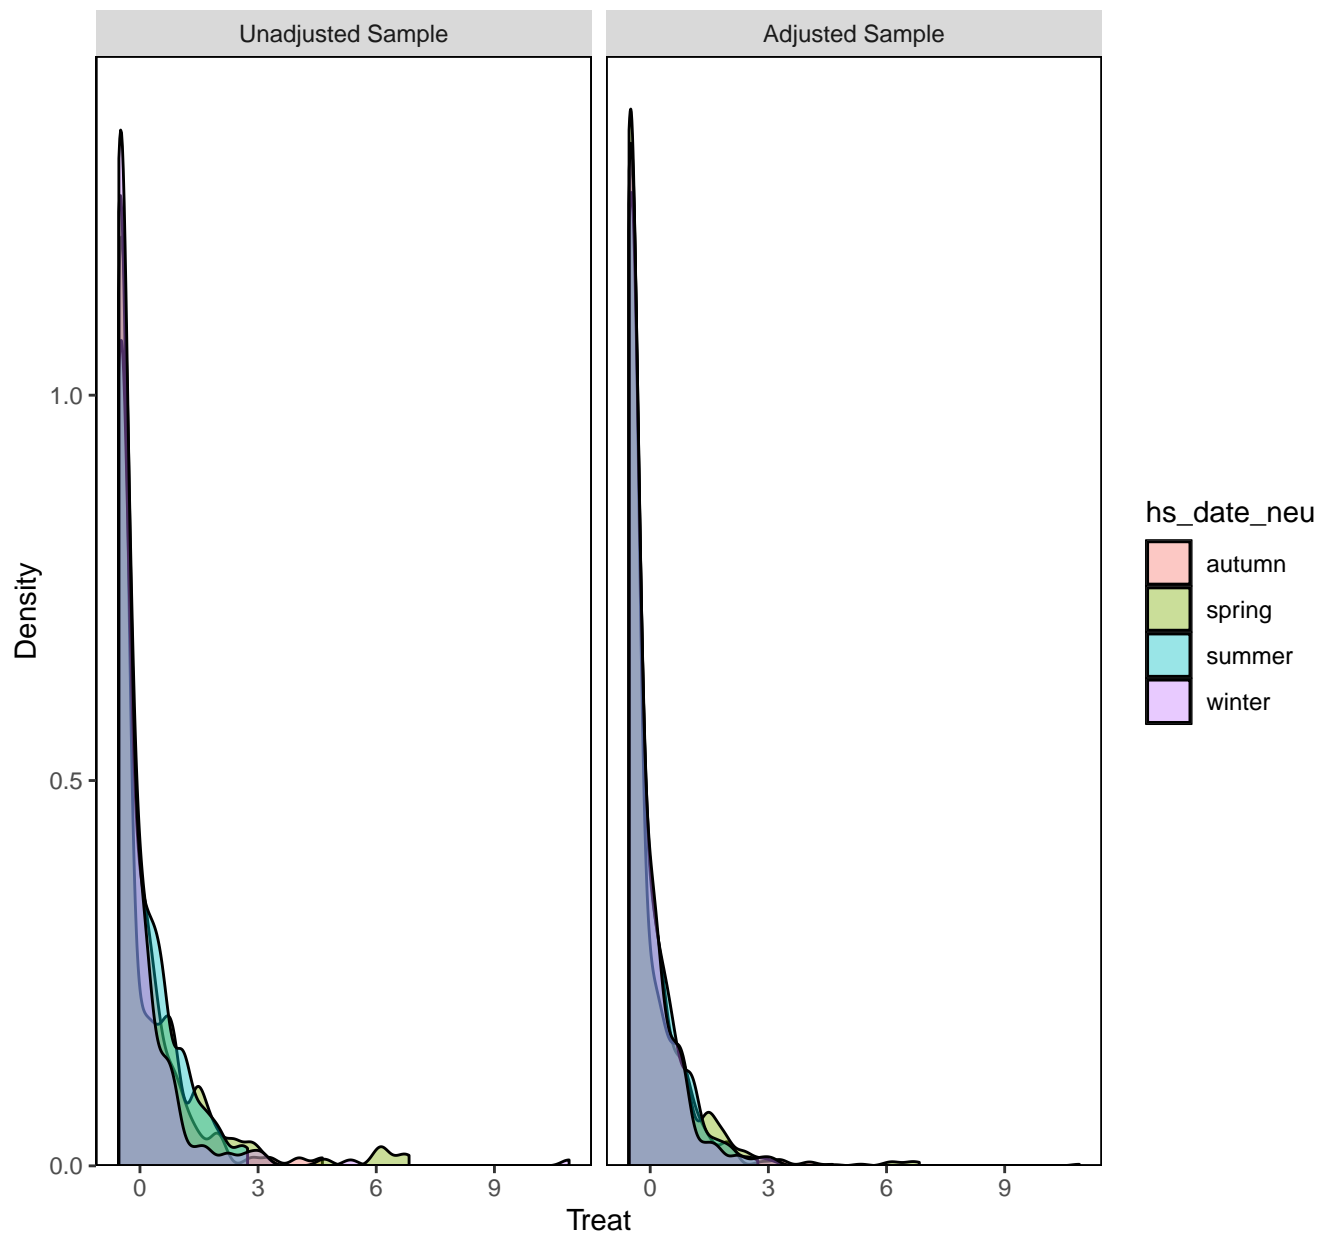 Unadjusted Sample
Adjusted Sample
1.0
0.5
0.0
Density
0
3
6
9
0
3
6
9
Treat
hs_date_neu
autumn
spring
summer
winter